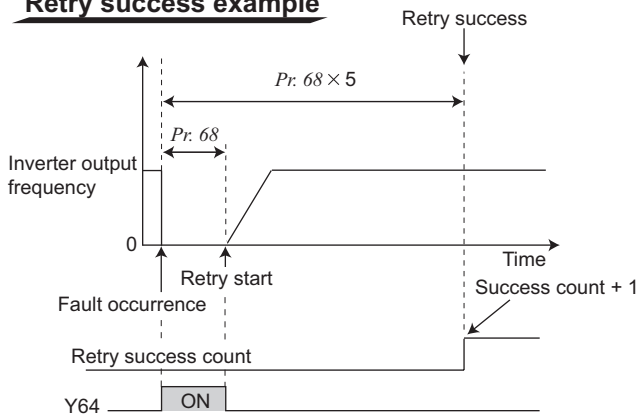 Retry success example
Retry success
Pr. 68 × 5
Pr. 68
Inverter output
frequency
0
Time
Retry start
Success count + 1
Fault occurrence
Retry success count
Y64
ON